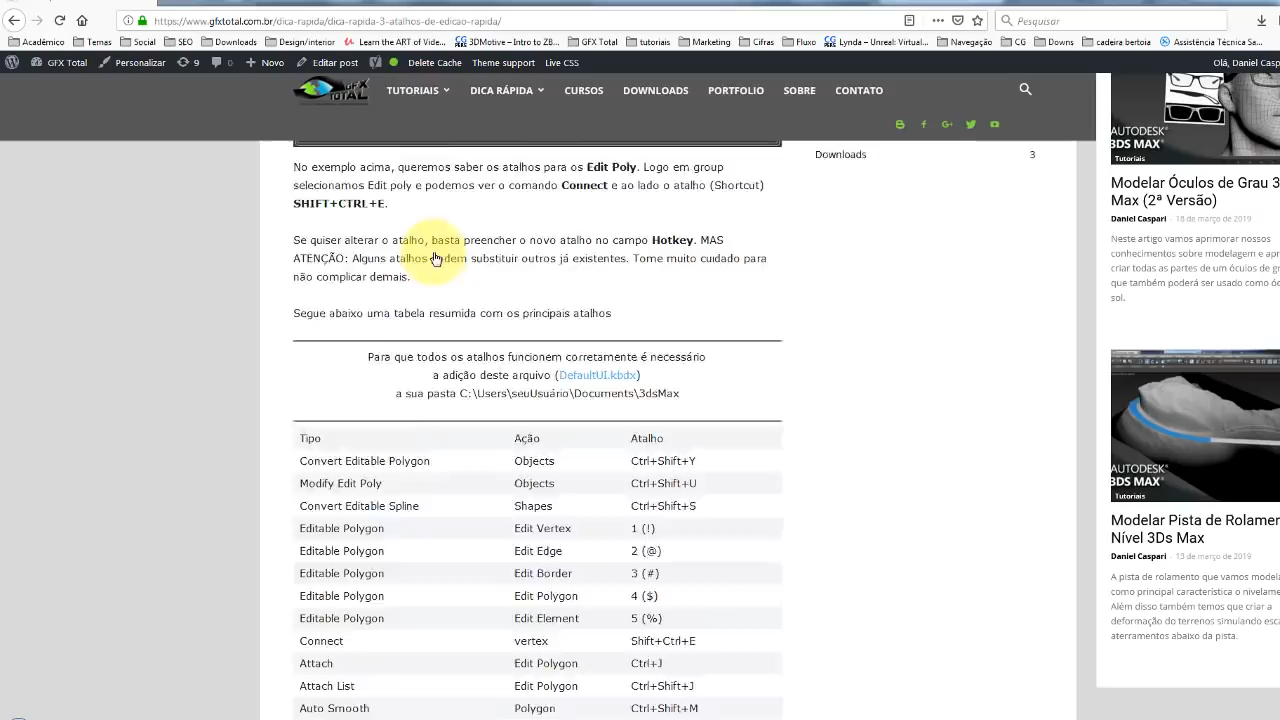 https://www.gfxtotal.com.br/dica-rapida/dica-rapida-3-atalhos-de-edicao-rapida/
Pesquisar
Acadêmico
Temas
Social
SEO
Downloads
Design/interior
Learn the ART of Vide...
3DMotive – Intro to ZB...
GFX Total
tutoriais
Marketing
Cifras
Fluxo
Lynda – Unreal: Virtual...
Navegação
CG
Downs
cadeira bertoia
Assistência Técnica Sa...
GFX Total
Personalizar
9
0
Novo
Editar post
Delete Cache
Theme support
Live CSS
Olá, Daniel Casp
GFX TOTAL
TUTORIAIS
DICA RÁPIDA
CURSOS
DOWNLOADS
PORTFOLIO
SOBRE
CONTATO
Downloads 3
No exemplo acima, queremos saber os atalhos para os Edit Poly. Logo em group
selecionamos Edit poly e podemos ver o comando Connect e ao lado o atalho (Shortcut)
SHIFT+CTRL+E.
Se quiser alterar o atalho, basta preencher o novo atalho no campo Hotkey. MAS
ATENÇÃO: Alguns atalhos podem substituir outros já existentes. Tome muito cuidado para
não complicar demais.
Segue abaixo uma tabela resumida com os principais atalhos
Para que todos os atalhos funcionem corretamente é necessário
a adição deste arquivo (DefaultUI.kbdx)
a sua pasta C:\Users\seuUsuário\Documents\3dsMax
Tipo Ação Atalho
Convert Editable Polygon Objects Ctrl+Shift+Y
Modify Edit Poly Objects Ctrl+Shift+U
Convert Editable Spline Shapes Ctrl+Shift+S
Editable Polygon Edit Vertex 1 (!)
Editable Polygon Edit Edge 2 (@)
Editable Polygon Edit Border 3 (#)
Editable Polygon Edit Polygon 4 ($)
Editable Polygon Edit Element 5 (%)
Connect vertex Shift+Ctrl+E
Attach Edit Polygon Ctrl+J
Attach List Edit Polygon Ctrl+Shift+J
Auto Smooth Polygon Ctrl+Shift+M
AUTODESK
3DS MAX
Tutoriais
Modelar Óculos de Grau 3
Max (2ª Versão)
Daniel Caspari - 18 de março de 2019
Neste artigo vamos aprimorar nossos
conhecimentos sobre modelagem e apr
criar todas as partes de um óculos de gr
que também poderá ser usado como óc
sol.
AUTODESK
3DS MAX
Tutoriais
Modelar Pista de Rolamen
Nível 3Ds Max
Daniel Caspari - 13 de março de 2019
A pista de rolamento que vamos modela
como principal característica o nivelame
Além disso também temos que criar a
deformação do terrenos simulando esca
aterramentos abaixo da pista.